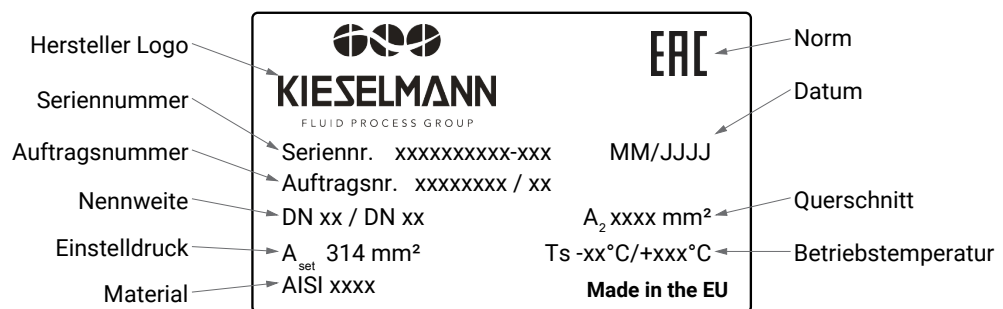 Hersteller Logo
Seriennummer
Auftragsnummer
Nennweite
Einstelldruck
Material
KIESELMANN
FLUID PROCESS GROUP
EAC
Seriennr. xxxxxxxxxx-xxx MM/JJJJ
Auftragsnr. xxxxxxxx / xx
DN xx / DN xx A₂ xxxx mm²
A set 314 mm² Ts -xx°C/+xxx°C
AISI xxxx Made in the EU
Norm
Datum
Querschnitt
Betriebstemperatur